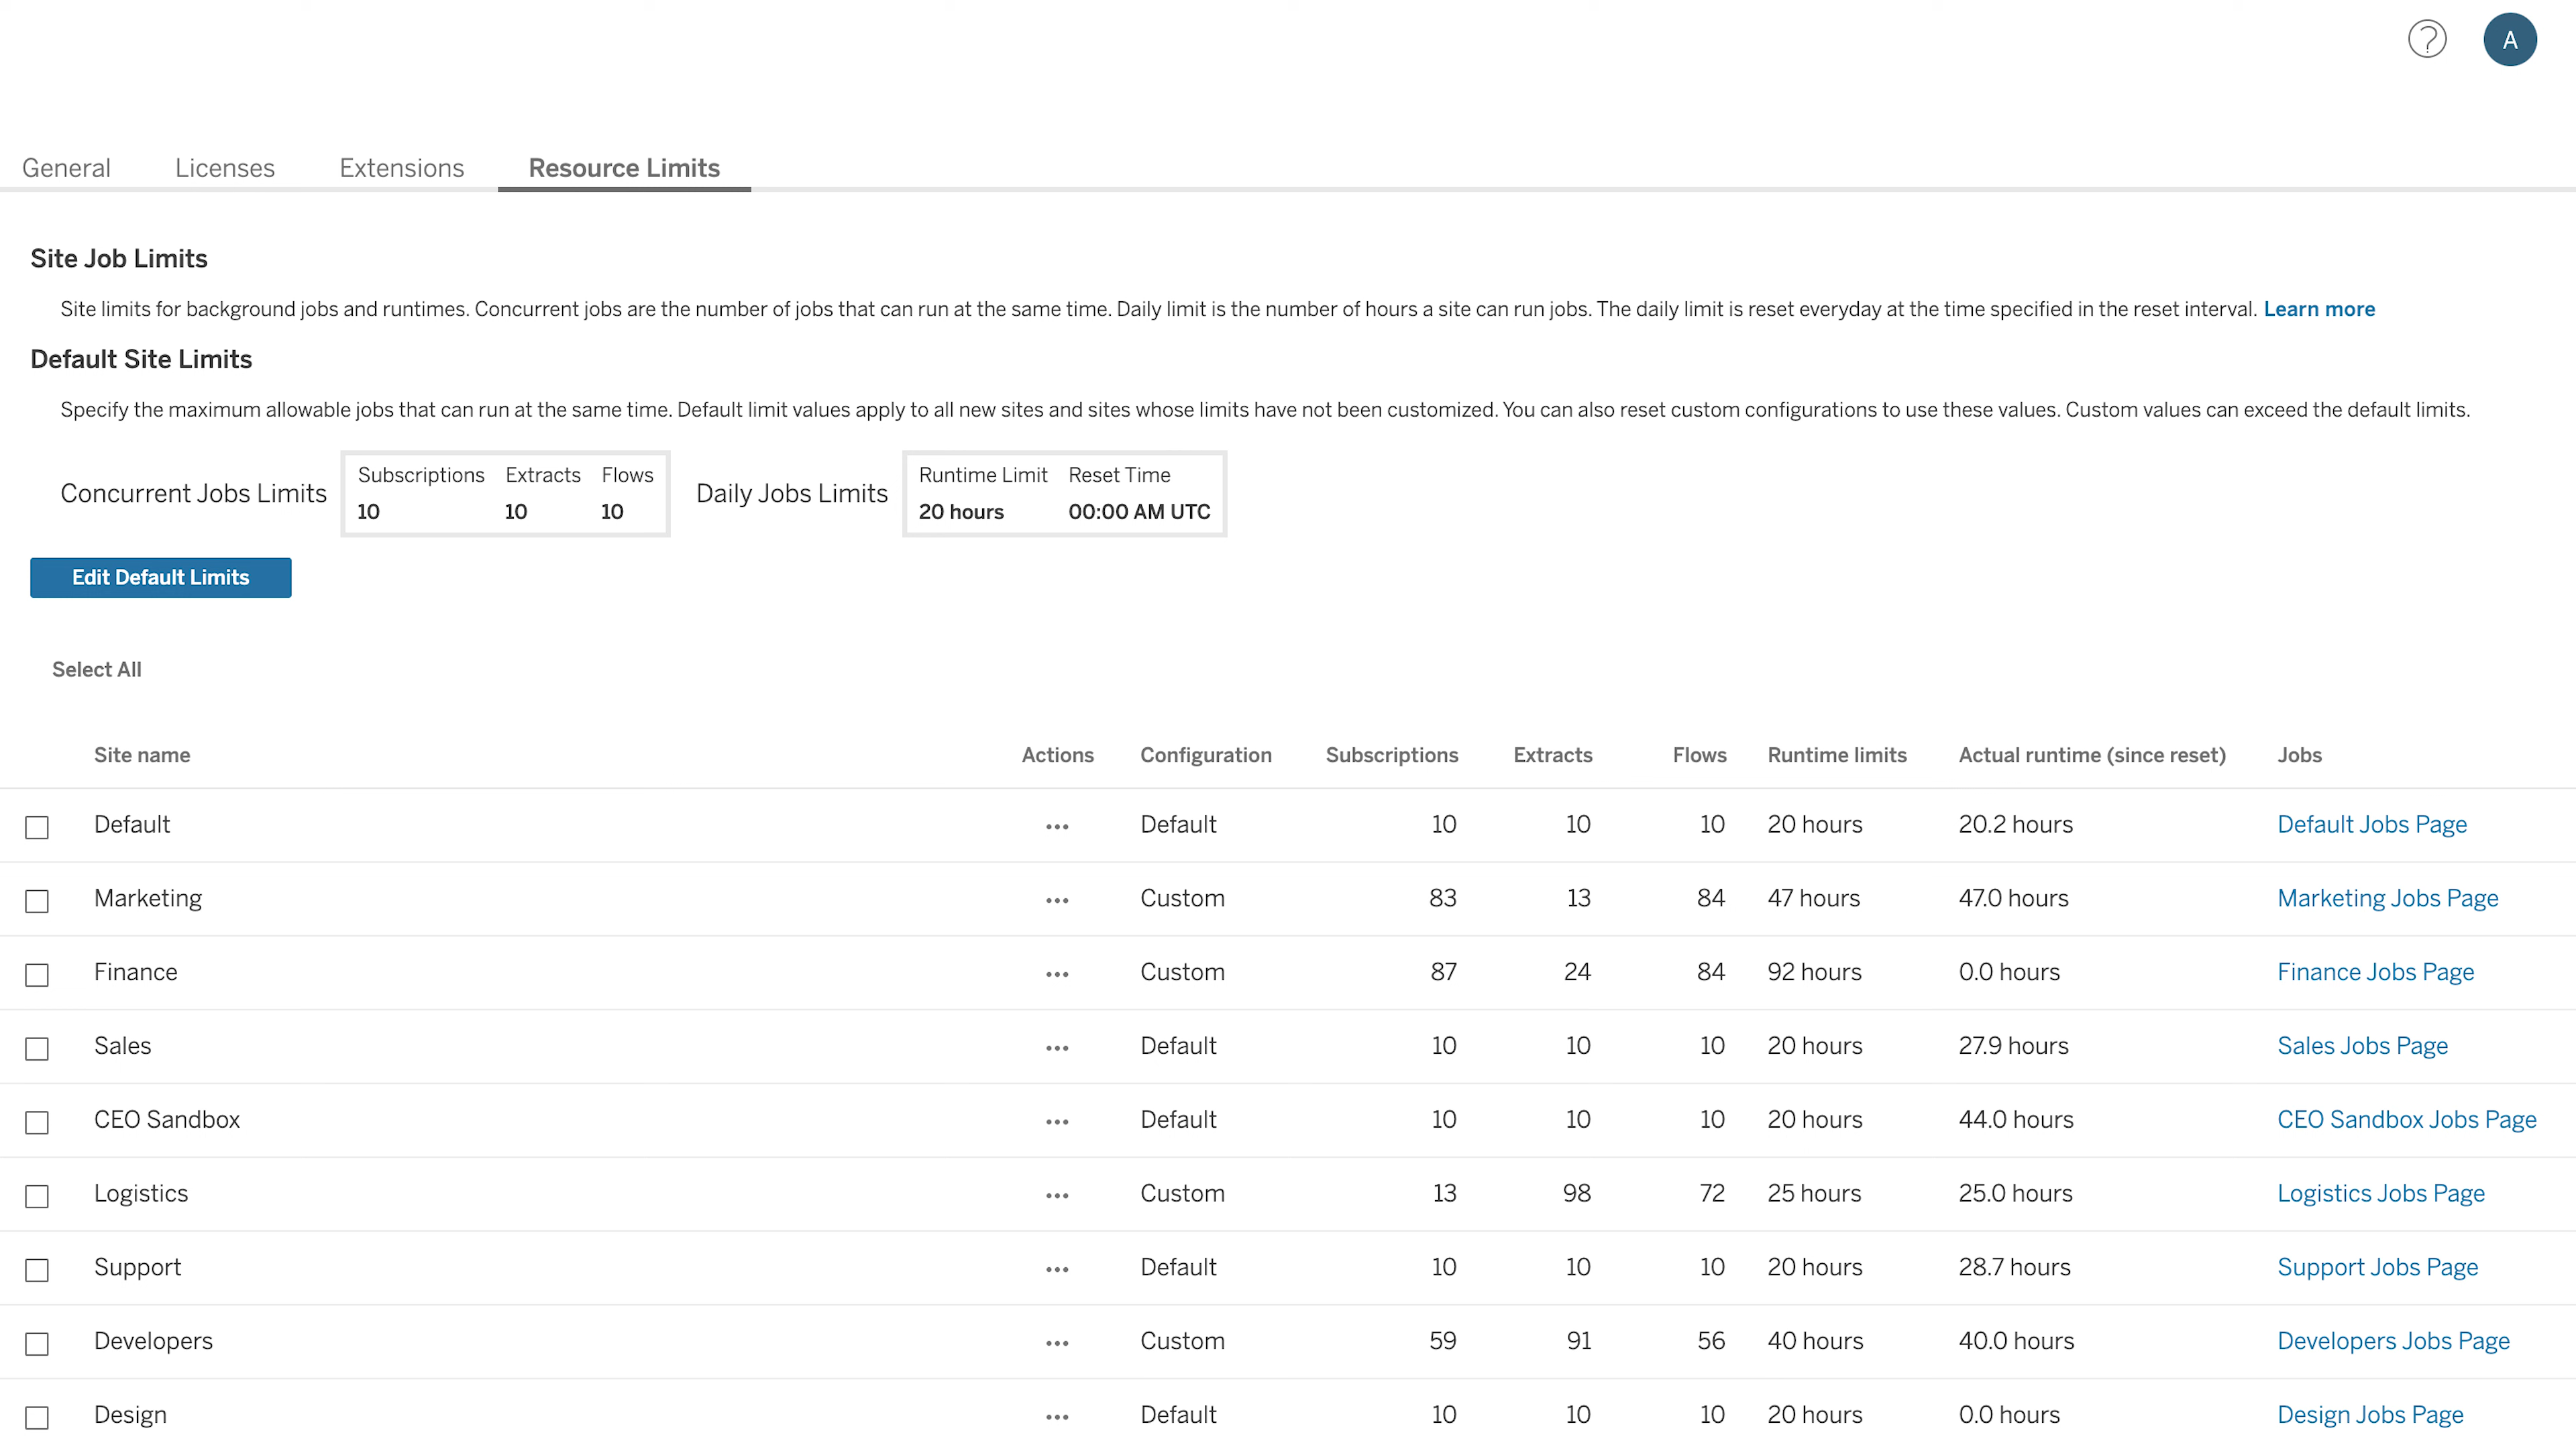 A
General Licenses Extensions Resource Limits
Site Job Limits
Site limits for background jobs and runtimes. Concurrent jobs are the number of jobs that can run at the same time. Daily limit is the number of hours a site can run jobs. The daily limit is reset everyday at the time specified in the reset interval. Learn more
Default Site Limits
Specify the maximum allowable jobs that can run at the same time. Default limit values apply to all new sites and sites whose limits have not been customized. You can also reset custom configurations to use these values. Custom values can exceed the default limits.
Concurrent Jobs Limits
Subscriptions Extracts Flows
10 10 10
Daily Jobs Limits
Runtime Limit Reset Time
20 hours 00:00 AM UTC
Edit Default Limits
Select All
Site name Actions Configuration Subscriptions Extracts Flows Runtime limits Actual runtime (since reset) Jobs
Default ••• Default 10 10 10 20 hours 20.2 hours Default Jobs Page
Marketing ••• Custom 83 13 84 47 hours 47.0 hours Marketing Jobs Page
Finance ••• Custom 87 24 84 92 hours 0.0 hours Finance Jobs Page
Sales ••• Default 10 10 10 20 hours 27.9 hours Sales Jobs Page
CEO Sandbox ••• Default 10 10 10 20 hours 44.0 hours CEO Sandbox Jobs Page
Logistics ••• Custom 13 98 72 25 hours 25.0 hours Logistics Jobs Page
Support ••• Default 10 10 10 20 hours 28.7 hours Support Jobs Page
Developers ••• Custom 59 91 56 40 hours 40.0 hours Developers Jobs Page
Design ••• Default 10 10 10 20 hours 0.0 hours Design Jobs Page